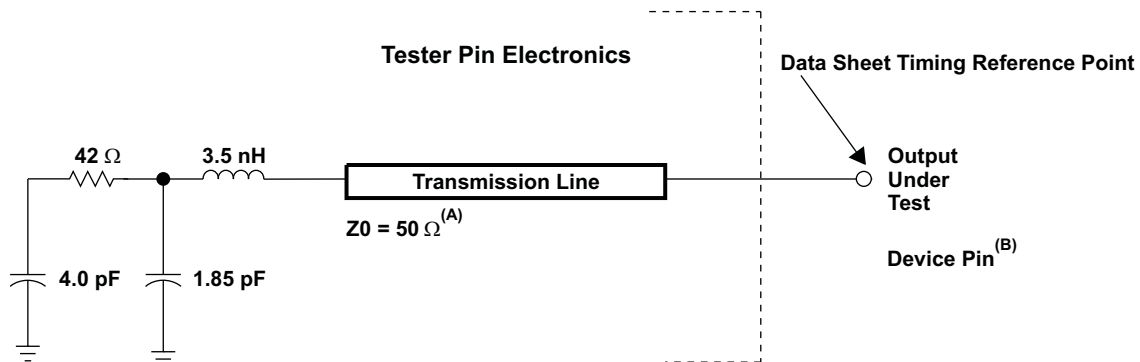 Tester Pin Electronics
Data Sheet Timing Reference Point
42 Ω
3.5 nH
Transmission Line
Output
Under
Test
Z0 = 50 Ω(A)
Device Pin(B)
4.0 pF
1.85 pF